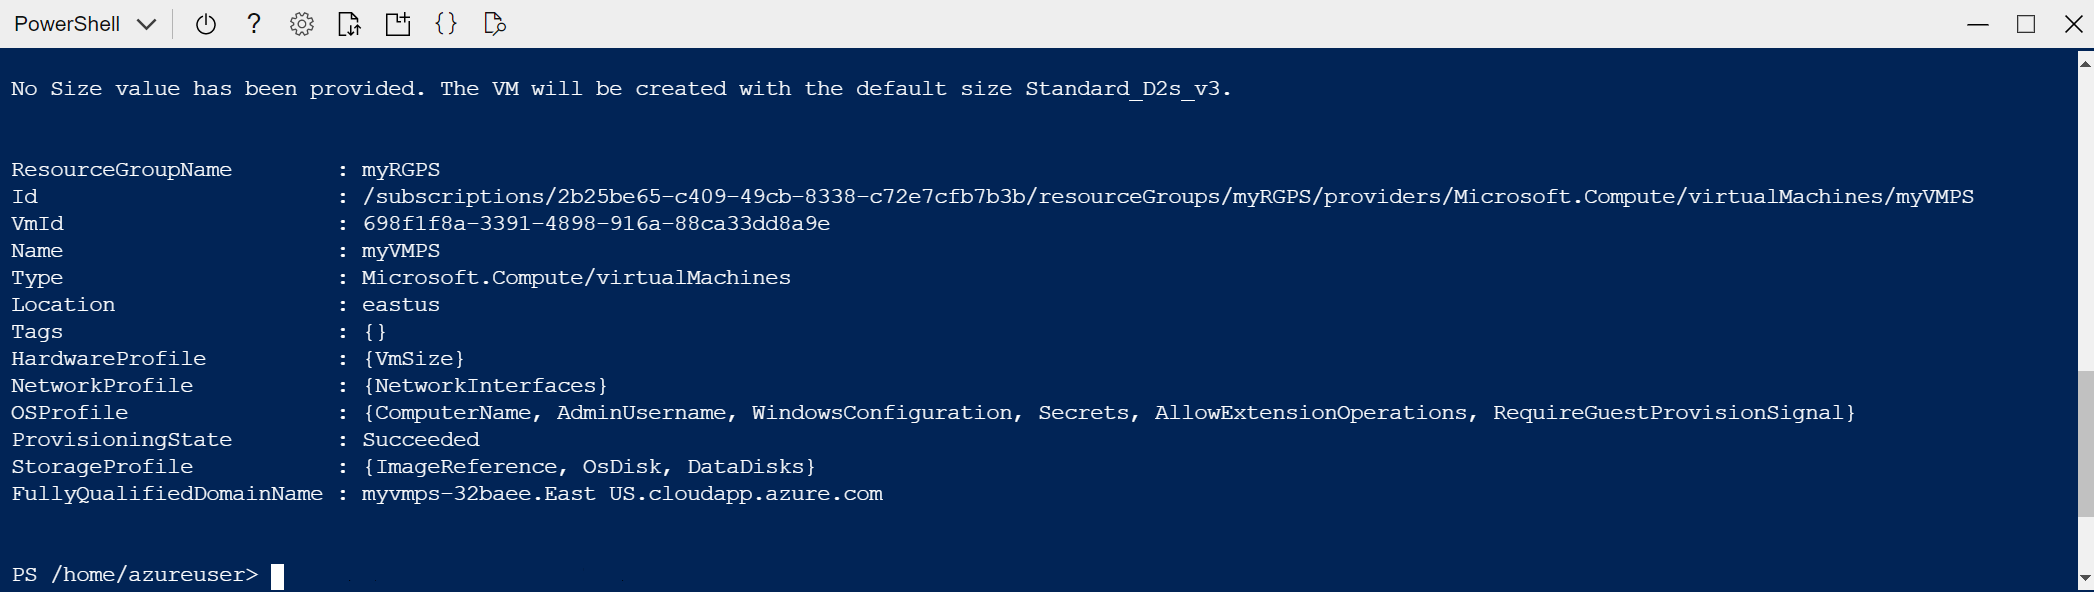 PowerShell
No Size value has been provided. The VM will be created with the default size Standard_D2s_v3.
ResourceGroupName : myRGPS
Id : /subscriptions/2b25be65-c409-49cb-8338-c72e7cfb7b3b/resourceGroups/myRGPS/providers/Microsoft.Compute/virtualMachines/myVMPS
VmId : 698f1f8a-3391-4898-916a-88ca33dd8a9e
Name : myVMPS
Type : Microsoft.Compute/virtualMachines
Location : eastus
Tags : {}
HardwareProfile : {VmSize}
NetworkProfile : {NetworkInterfaces}
OSProfile : {ComputerName, AdminUsername, WindowsConfiguration, Secrets, AllowExtensionOperations, RequireGuestProvisionSignal}
ProvisioningState : Succeeded
StorageProfile : {ImageReference, OsDisk, DataDisks}
FullyQualifiedDomainName : myvmps-32baee.East US.cloudapp.azure.com
PS /home/azureuser>